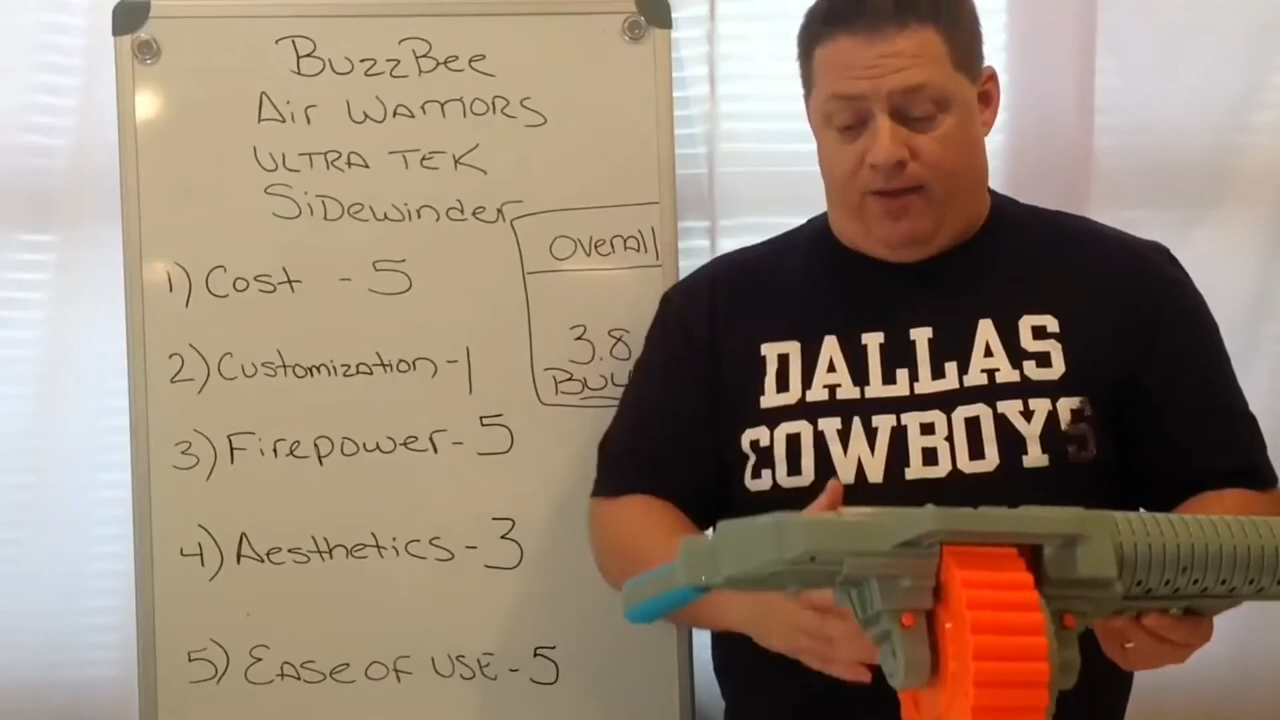 BuzzBee
Air Warriors
ULTRA TEK
SiDewinder
Overall
3.8
1) Cost - 5
2) Customization - 1
3) Firepower - 5
4) Aesthetics - 3
5) EASE OF USE - 5
DALLAS
COWBOYS